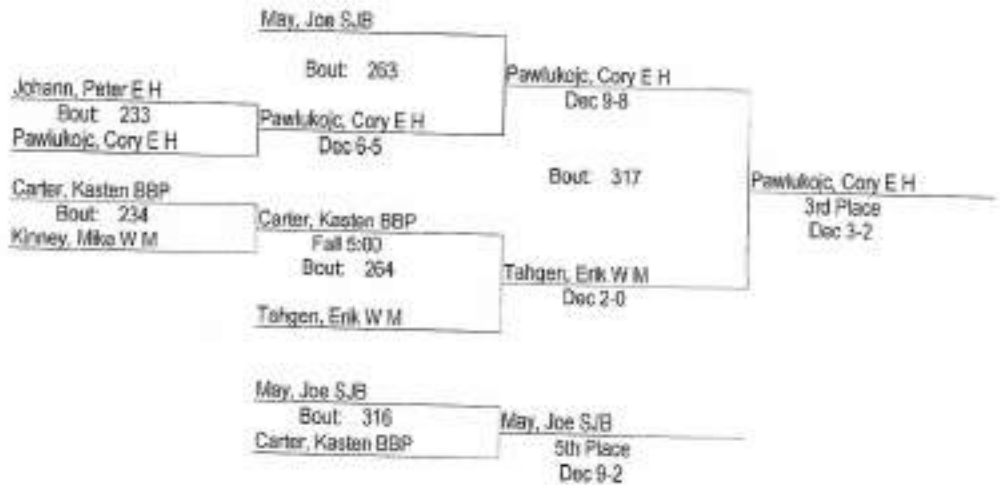 May, Joe SJB
Bout: 263
Johann, Peter E H
Bout: 233
Pawlukojc, Cory E H
Pawlukojc, Cory E H
Dec 6-5
Pawlukojc, Cory E H
Dec 9-8
Bout: 317
Pawlukojc, Cory E H
3rd Place
Dec 3-2
Carter, Kasten BBP
Bout: 234
Kinney, Mike W M
Carter, Kasten BBP
Fall 5:00
Bout: 264
Tahgen, Erik W M
Tahgen, Erik W M
Dec 2-0
May, Joe SJB
Bout: 316
Carter, Kasten BBP
May, Joe SJB
5th Place
Dec 9-2